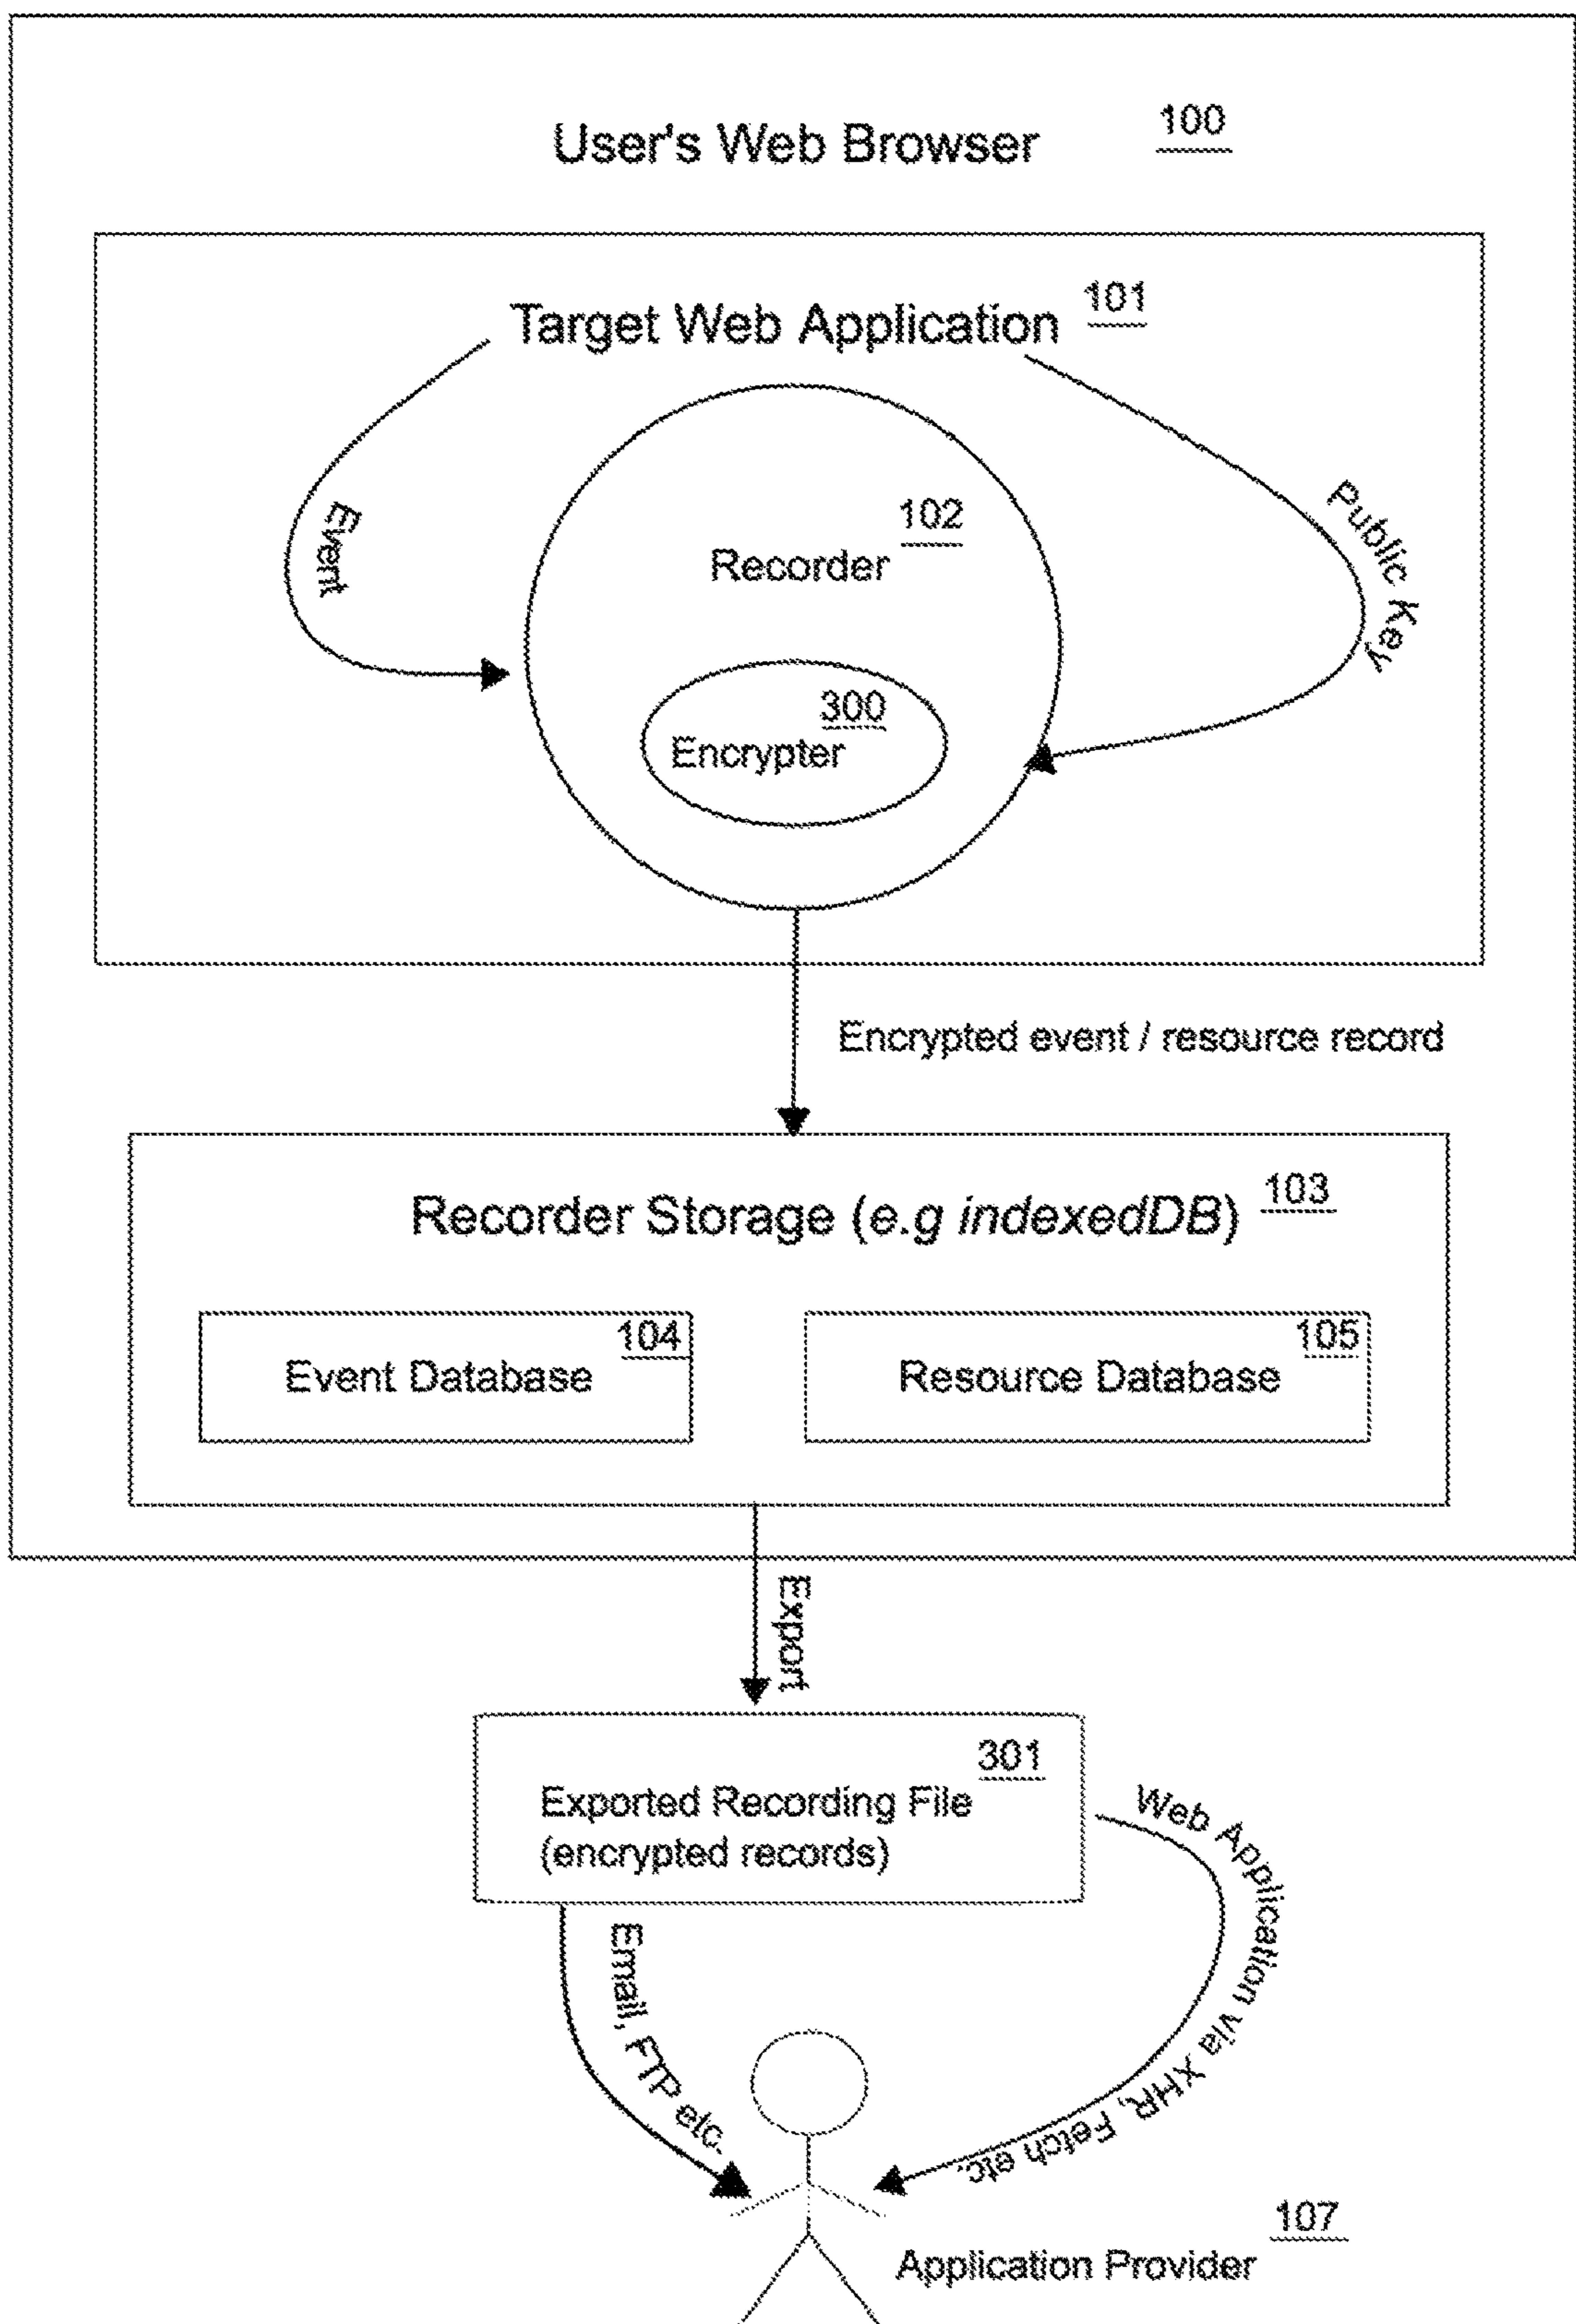 User's Web Browser 100
Target Web Application 101
Event
Public Key
Recorder 102
Encrypter 300
Encrypted event / resource record
Recorder Storage (e.g indexedDB) 103
Event Database 104
Resource Database 105
Export
Exported Recording File 301
(encrypted records)
Email, FTP etc.
Web Application via XHR, Fetch etc.
Application Provider 107